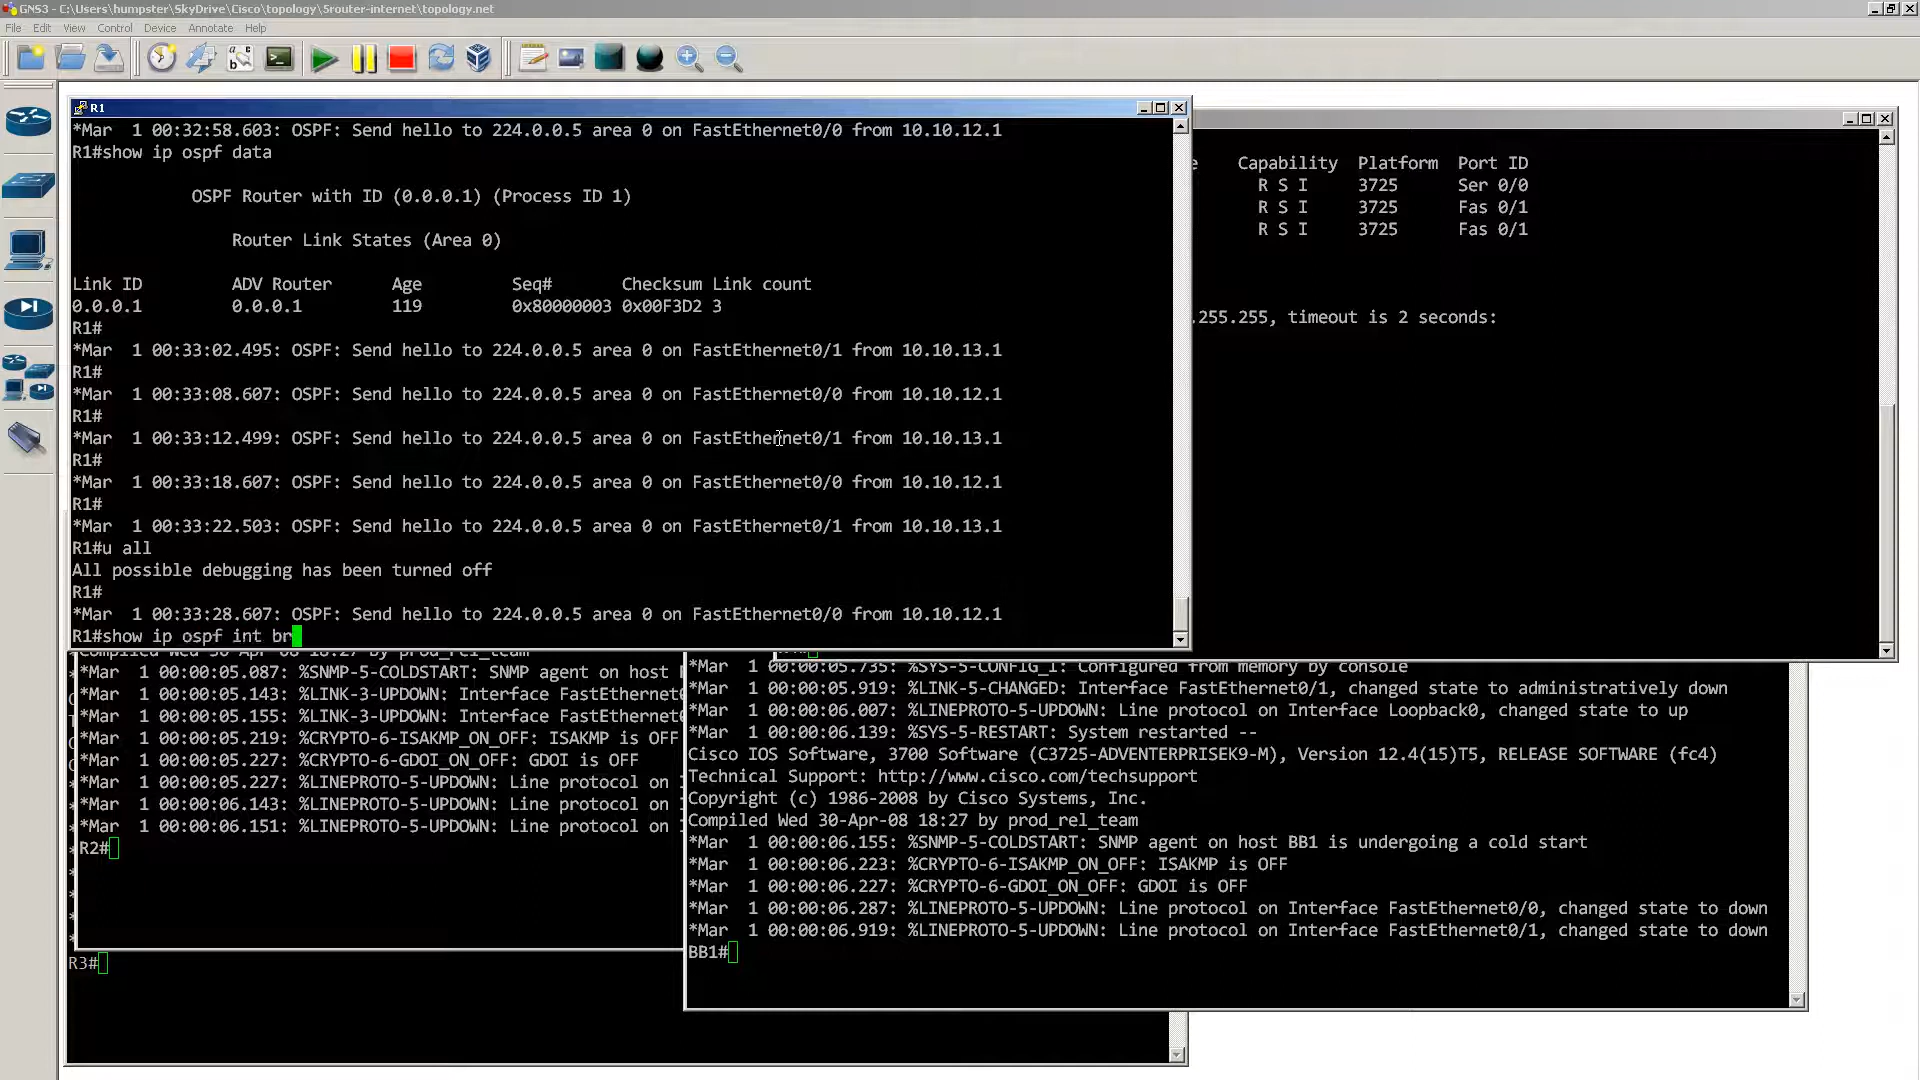 GNS3 - C:\Users\humpster\SkyDrive\Cisco\topology\5router-internet\topology.net
File Edit View Control Device Annotate Help
R1
*Mar  1 00:32:58.603: OSPF: Send hello to 224.0.0.5 area 0 on FastEthernet0/0 from 10.10.12.1
R1#show ip ospf data
OSPF Router with ID (0.0.0.1) (Process ID 1)
Router Link States (Area 0)
Link ID ADV Router Age Seq# Checksum Link count
0.0.0.1 0.0.0.1 119 0x80000003 0x00F3D2 3
R1#
*Mar  1 00:33:02.495: OSPF: Send hello to 224.0.0.5 area 0 on FastEthernet0/1 from 10.10.13.1
R1#
*Mar  1 00:33:08.607: OSPF: Send hello to 224.0.0.5 area 0 on FastEthernet0/0 from 10.10.12.1
R1#
*Mar  1 00:33:12.499: OSPF: Send hello to 224.0.0.5 area 0 on FastEthernet0/1 from 10.10.13.1
R1#
*Mar  1 00:33:18.607: OSPF: Send hello to 224.0.0.5 area 0 on FastEthernet0/0 from 10.10.12.1
R1#
*Mar  1 00:33:22.503: OSPF: Send hello to 224.0.0.5 area 0 on FastEthernet0/1 from 10.10.13.1
R1#u all
All possible debugging has been turned off
R1#
*Mar  1 00:33:28.607: OSPF: Send hello to 224.0.0.5 area 0 on FastEthernet0/0 from 10.10.12.1
R1#show ip ospf int br
e Capability Platform Port ID
R S I 3725 Ser 0/0
R S I 3725 Fas 0/1
R S I 3725 Fas 0/1
.255.255, timeout is 2 seconds:
Compiled Wed 30-Apr-08 18:27 by prod_rel_team
*Mar  1 00:00:05.087: %SNMP-5-COLDSTART: SNMP agent on host
*Mar  1 00:00:05.143: %LINK-3-UPDOWN: Interface FastEthernet
*Mar  1 00:00:05.155: %LINK-3-UPDOWN: Interface FastEthernet
*Mar  1 00:00:05.219: %CRYPTO-6-ISAKMP_ON_OFF: ISAKMP is OFF
*Mar  1 00:00:05.227: %CRYPTO-6-GDOI_ON_OFF: GDOI is OFF
*Mar  1 00:00:05.227: %LINEPROTO-5-UPDOWN: Line protocol on
*Mar  1 00:00:06.143: %LINEPROTO-5-UPDOWN: Line protocol on
*Mar  1 00:00:06.151: %LINEPROTO-5-UPDOWN: Line protocol on
R2#
R3#
*Mar  1 00:00:05.735: %SYS-5-CONFIG_I: Configured from memory by console
*Mar  1 00:00:05.919: %LINK-5-CHANGED: Interface FastEthernet0/1, changed state to administratively down
*Mar  1 00:00:06.007: %LINEPROTO-5-UPDOWN: Line protocol on Interface Loopback0, changed state to up
*Mar  1 00:00:06.139: %SYS-5-RESTART: System restarted --
Cisco IOS Software, 3700 Software (C3725-ADVENTERPRISEK9-M), Version 12.4(15)T5, RELEASE SOFTWARE (fc4)
Technical Support: http://www.cisco.com/techsupport
Copyright (c) 1986-2008 by Cisco Systems, Inc.
Compiled Wed 30-Apr-08 18:27 by prod_rel_team
*Mar  1 00:00:06.155: %SNMP-5-COLDSTART: SNMP agent on host BB1 is undergoing a cold start
*Mar  1 00:00:06.223: %CRYPTO-6-ISAKMP_ON_OFF: ISAKMP is OFF
*Mar  1 00:00:06.227: %CRYPTO-6-GDOI_ON_OFF: GDOI is OFF
*Mar  1 00:00:06.287: %LINEPROTO-5-UPDOWN: Line protocol on Interface FastEthernet0/0, changed state to down
*Mar  1 00:00:06.919: %LINEPROTO-5-UPDOWN: Line protocol on Interface FastEthernet0/1, changed state to down
BB1#